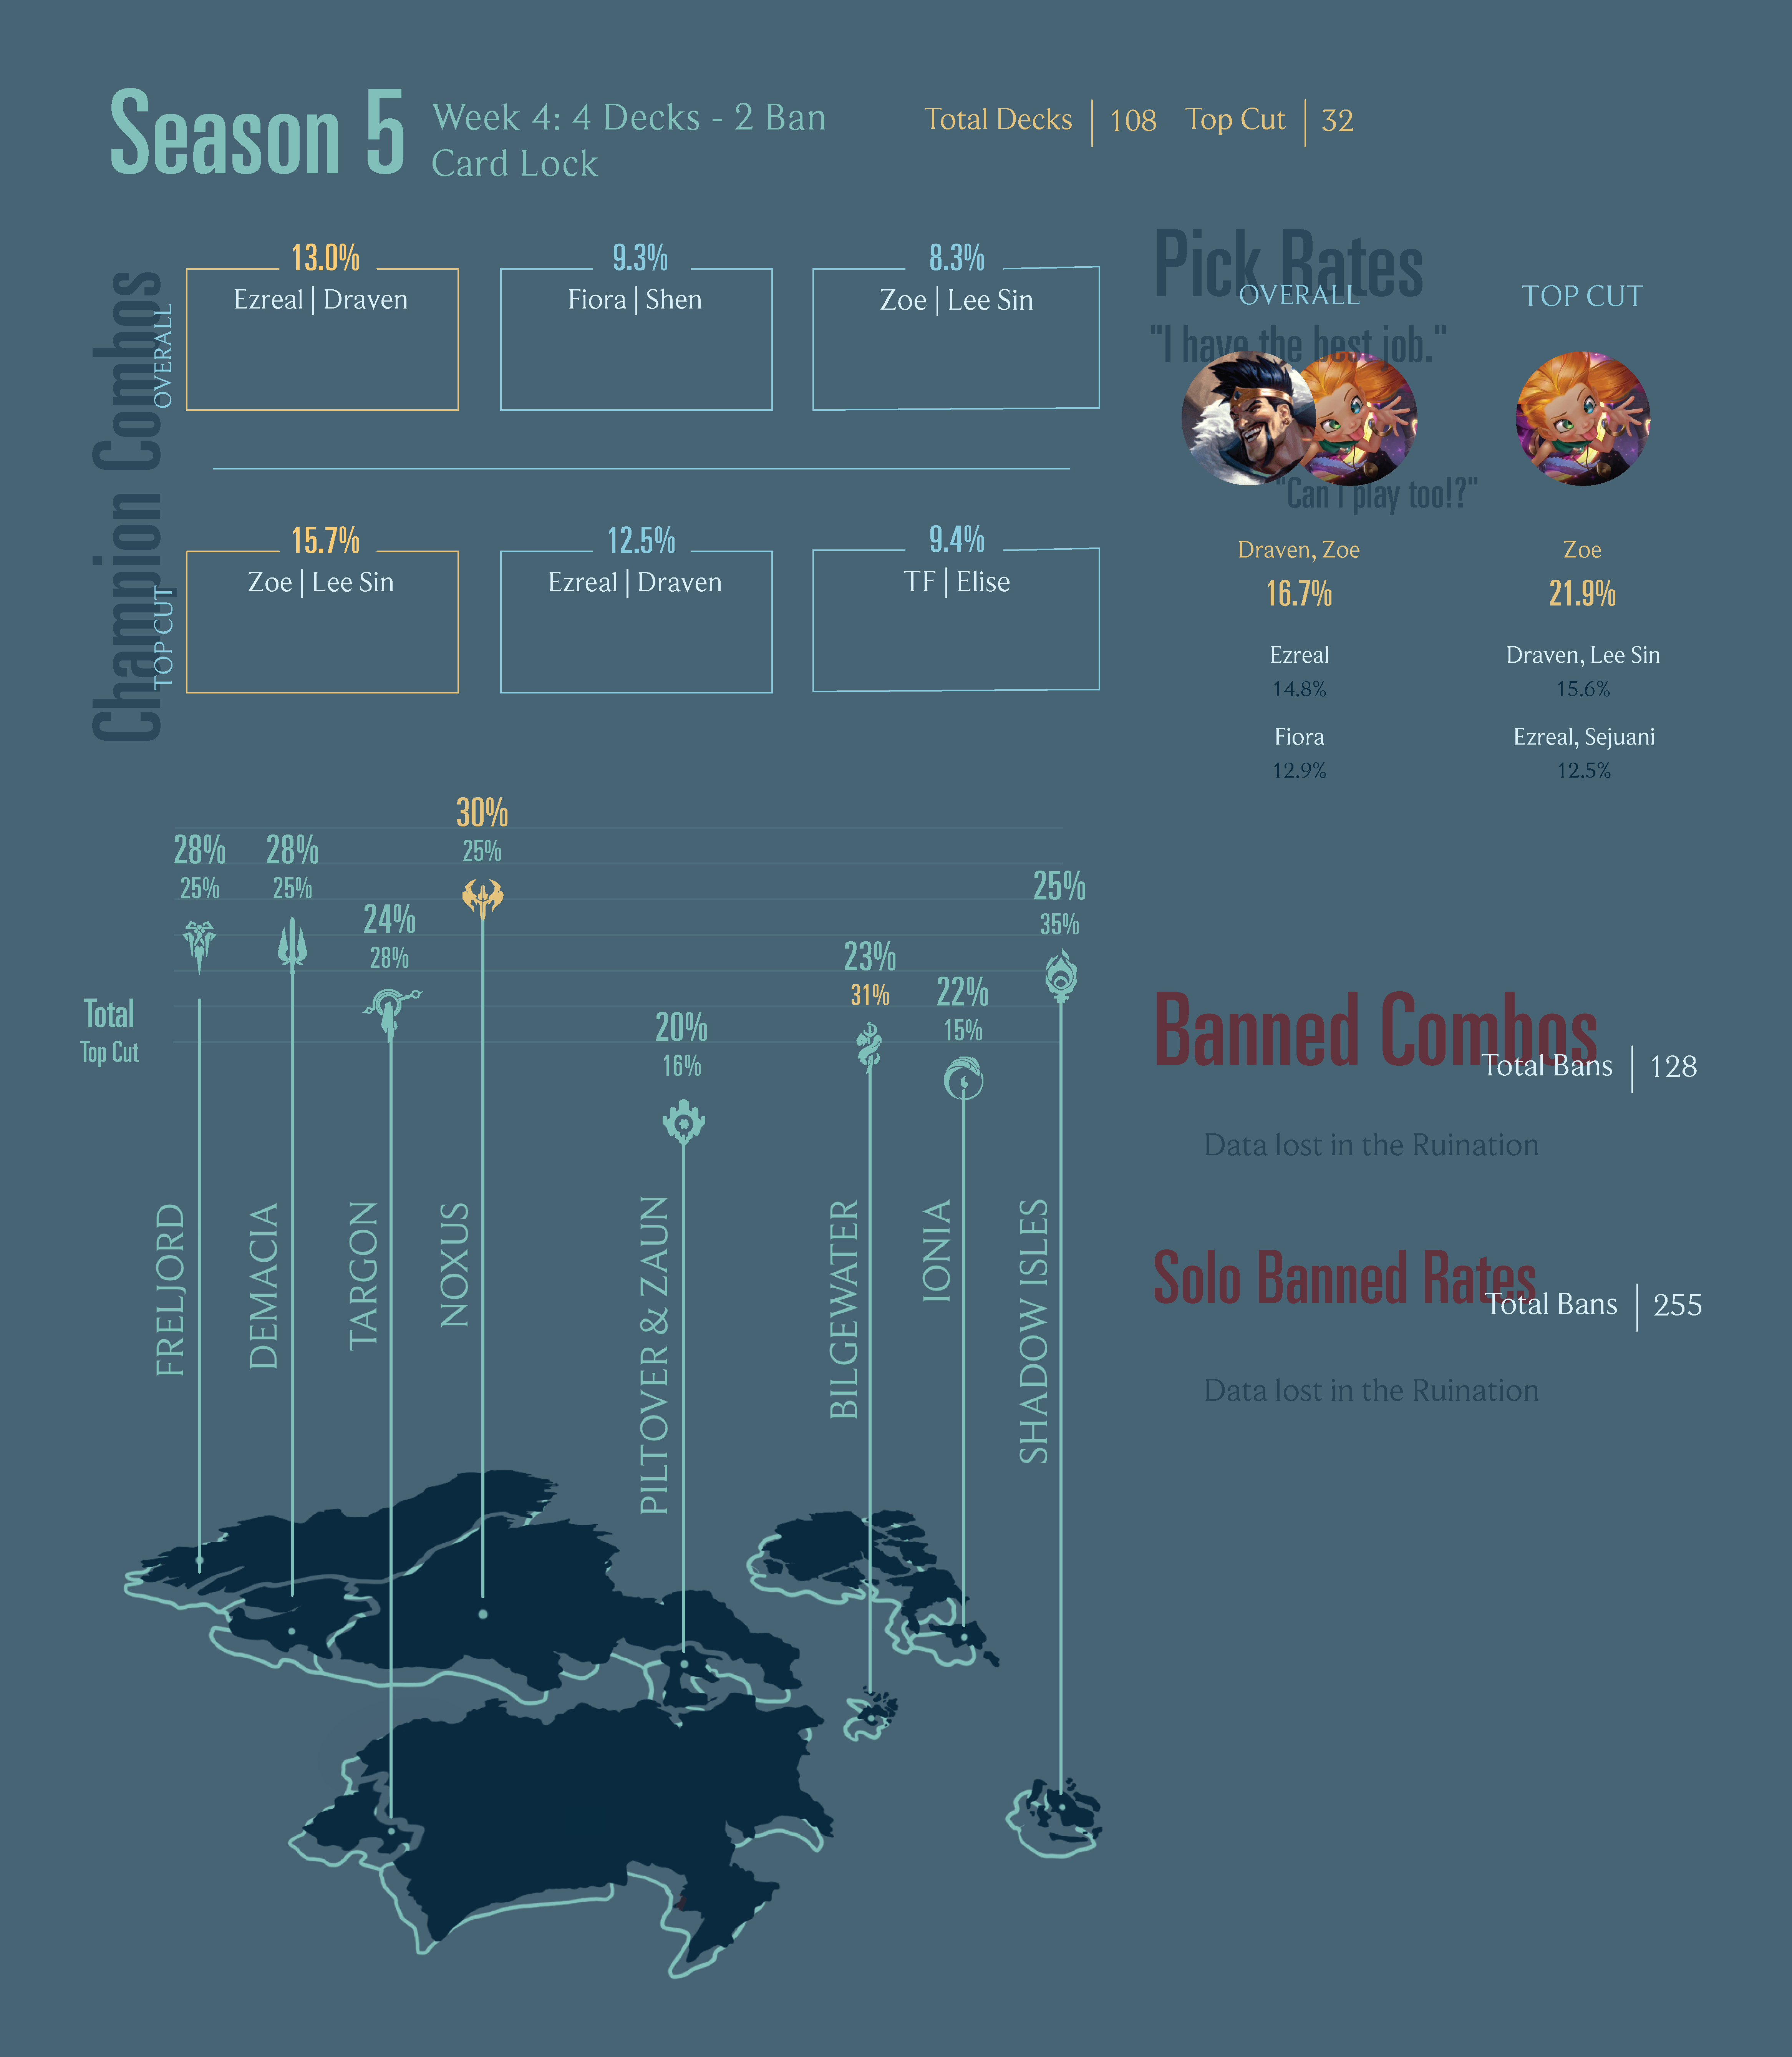 Season 5
Week 4: 4 Decks - 2 Ban
Card Lock
Total Decks | 108
Top Cut | 32
Champion Combos
OVERALL
13.0%
Ezreal | Draven
9.3%
Fiora | Shen
8.3%
Zoe | Lee Sin
TOP CUT
15.7%
Zoe | Lee Sin
12.5%
Ezreal | Draven
9.4%
TF | Elise
Pick Rates
OVERALL
"I have the best job."
"Can I play too!?"
Draven, Zoe
16.7%
Ezreal
14.8%
Fiora
12.9%
TOP CUT
Zoe
21.9%
Draven, Lee Sin
15.6%
Ezreal, Sejuani
12.5%
Total
Top Cut
28%
25%
FRELJORD
28%
25%
DEMACIA
24%
28%
TARGON
30%
25%
NOXUS
20%
16%
PILTOVER & ZAUN
23%
31%
BILGEWATER
22%
15%
IONIA
25%
35%
SHADOW ISLES
Banned Combos
Total Bans | 128
Data lost in the Ruination
Solo Banned Rates
Total Bans | 255
Data lost in the Ruination